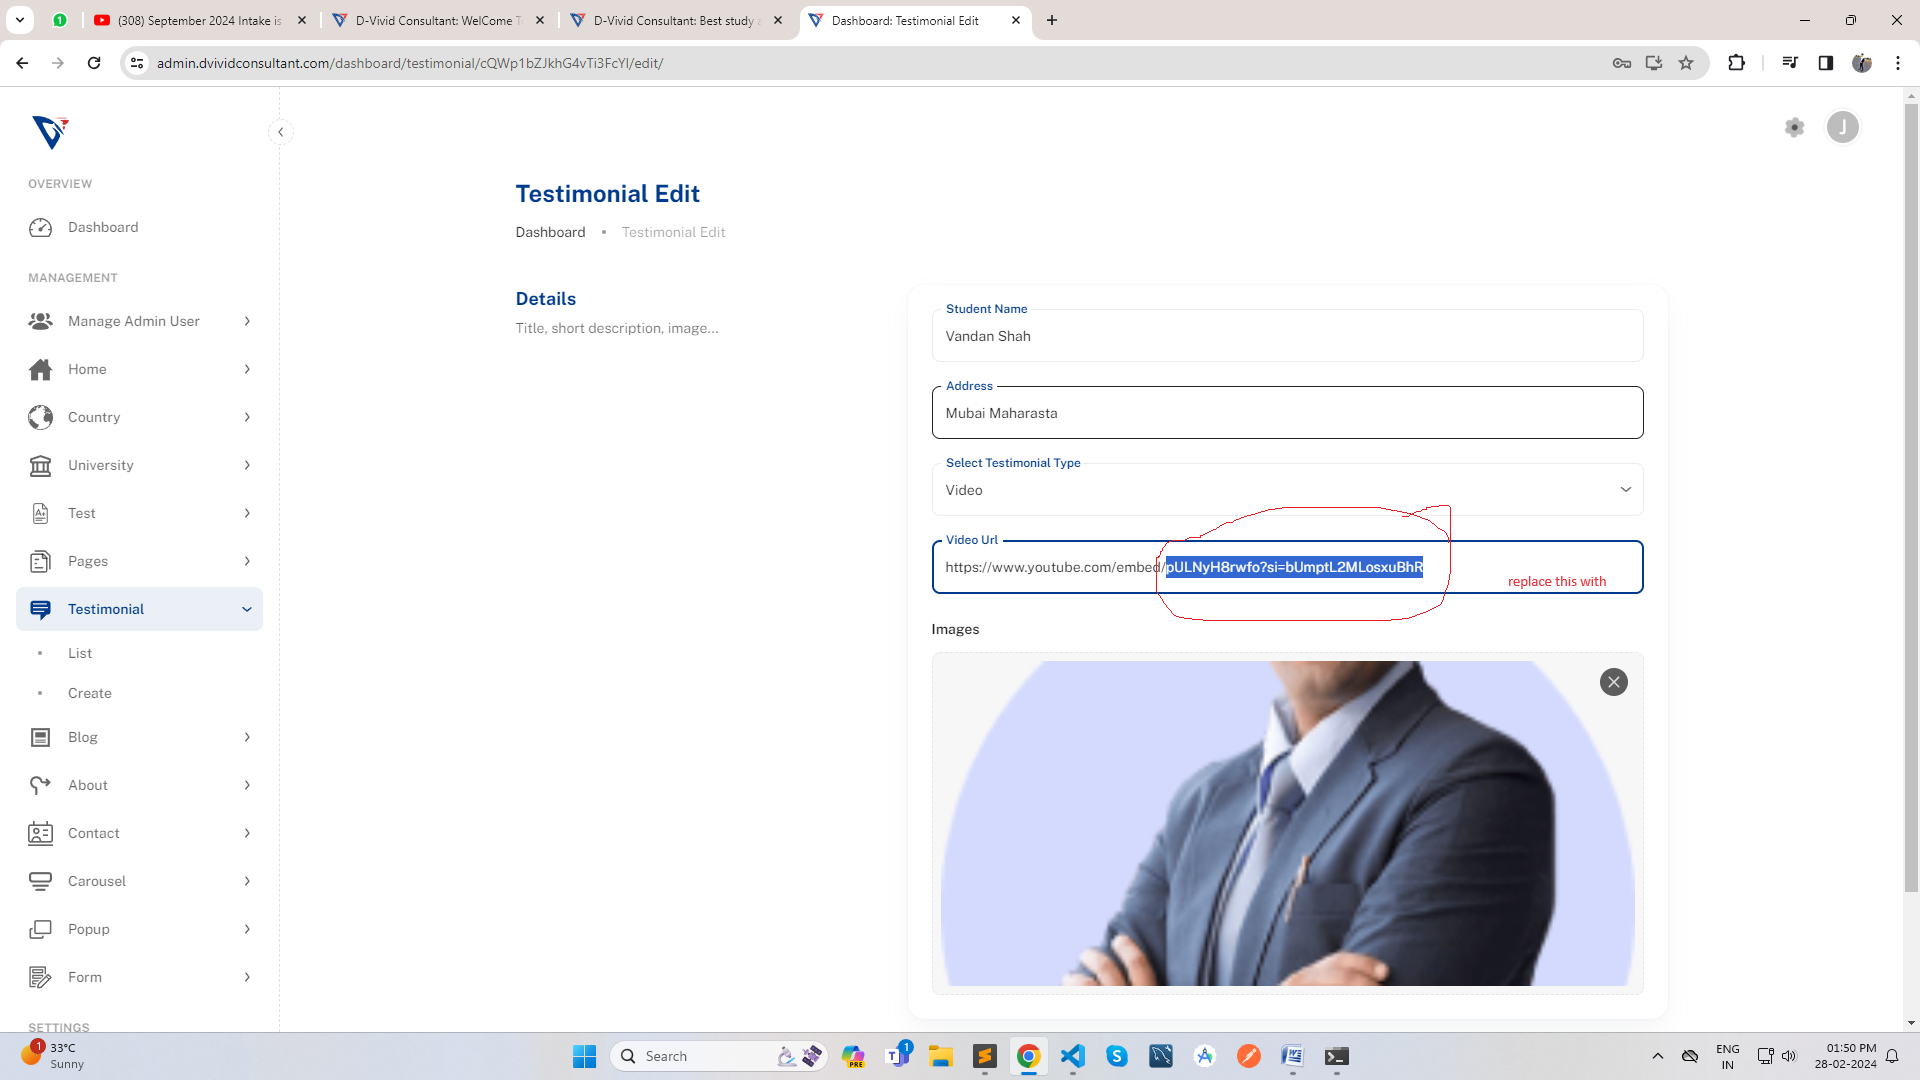 (308) September 2024 Intake is
D-Vivid Consultant: WelCome T
D-Vivid Consultant: Best study a
Dashboard: Testimonial Edit
admin.dvividconsultant.com/dashboard/testimonial/cQWp1bZJkhG4vTi3FcYl/edit/
J
OVERVIEW
Dashboard
MANAGEMENT
Manage Admin User
Home
Country
University
Test
Pages
Testimonial
List
Create
Blog
About
Contact
Carousel
Popup
Form
SETTINGS
Testimonial Edit
Dashboard • Testimonial Edit
Details
Title, short description, image...
Student Name
Vandan Shah
Address
Mubai Maharasta
Select Testimonial Type
Video
Video Url
https://www.youtube.com/embed/pULNyH8rwfo?si=bUmptL2MLosxuBhR
replace this with
Images
1
33°C
Sunny
Search
PRE
1
ENG
IN
01:50 PM
28-02-2024